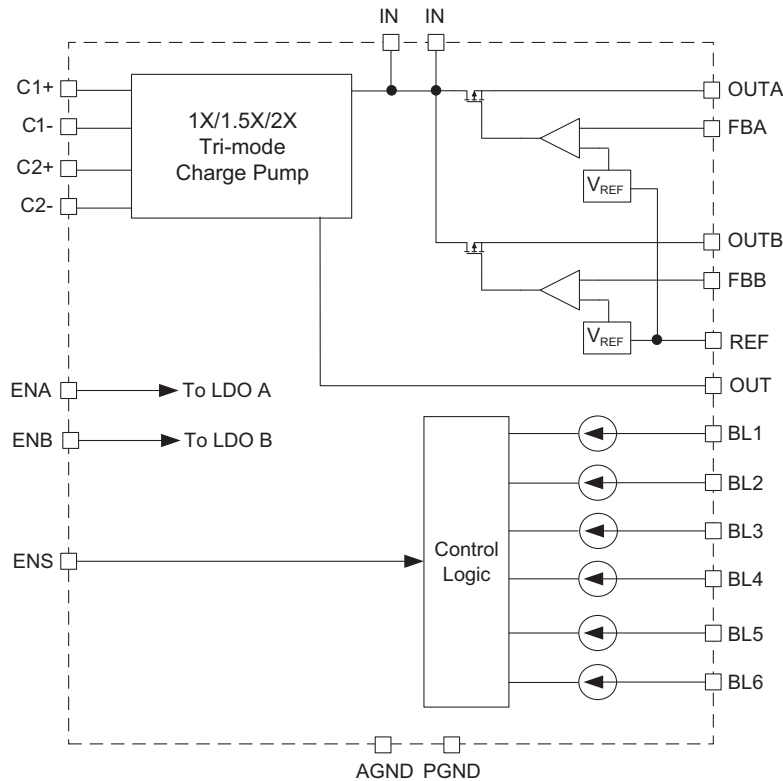 IN IN
C1+
C1-
C2+
C2-
1X/1.5X/2X
Tri-mode
Charge Pump
OUTA
FBA
VREF
OUTB
FBB
VREF
REF
OUT
ENA To LDO A
ENB To LDO B
ENS
Control
Logic
BL1
BL2
BL3
BL4
BL5
BL6
AGND PGND